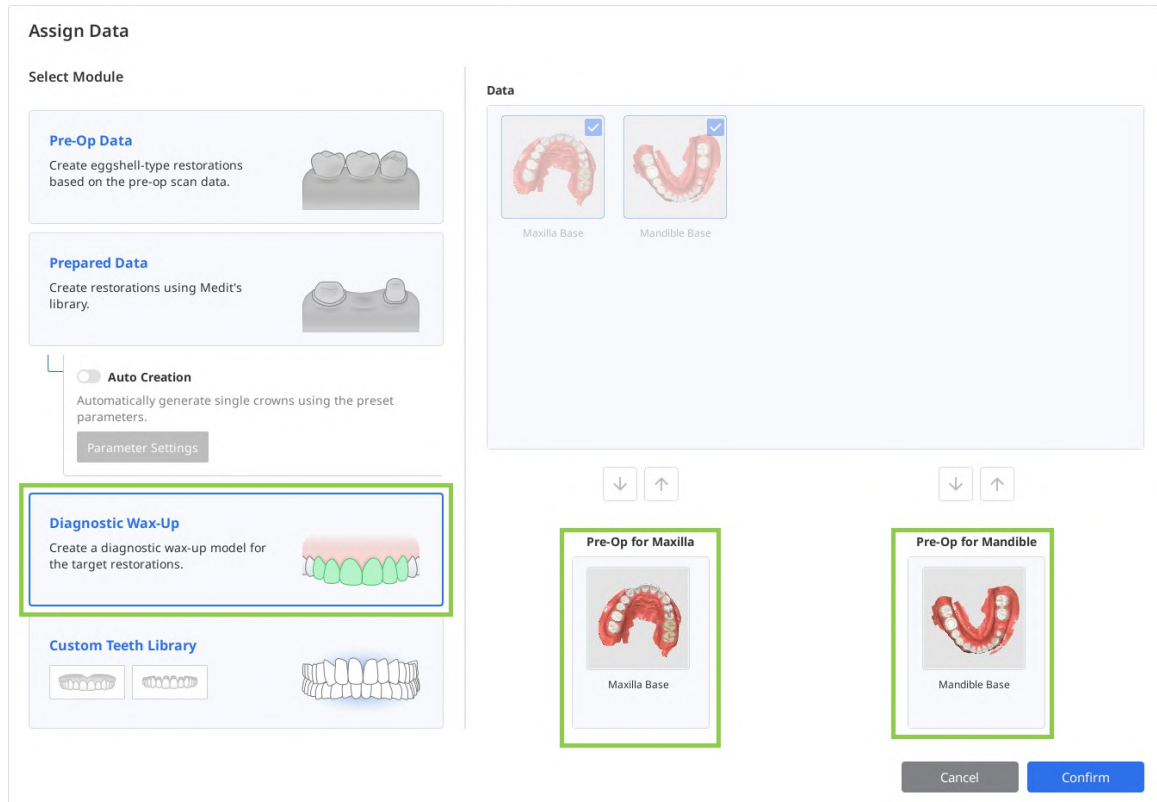 Assign Data
Select Module
Pre-Op Data
Create eggshell-type restorations
based on the pre-op scan data.
Prepared Data
Create restorations using Medit's
library.
Auto Creation
Automatically generate single crowns using the preset
parameters.
Parameter Settings
Diagnostic Wax-Up
Create a diagnostic wax-up model for
the target restorations.
Custom Teeth Library
Data
Maxilla Base
Mandible Base
Pre-Op for Maxilla
Maxilla Base
Pre-Op for Mandible
Mandible Base
Cancel
Confirm